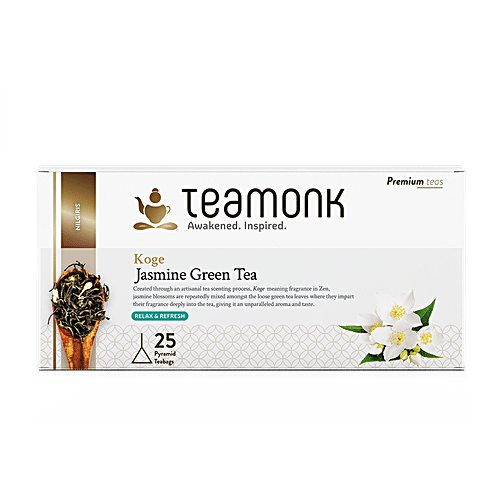 NILGIRIS
Premium teas
TEAMONK
Awakened. Inspired.
Koge
Jasmine Green Tea
Created through an artisanal tea scenting process, Koge meaning fragrance in Zen,
jasmine blossoms are repeatedly mixed amongst the loose green tea leaves where they impart
their fragrance deeply into the tea, giving it an unparalleled aroma and taste.
RELAX & REFRESH
25
Pyramid
Teabags